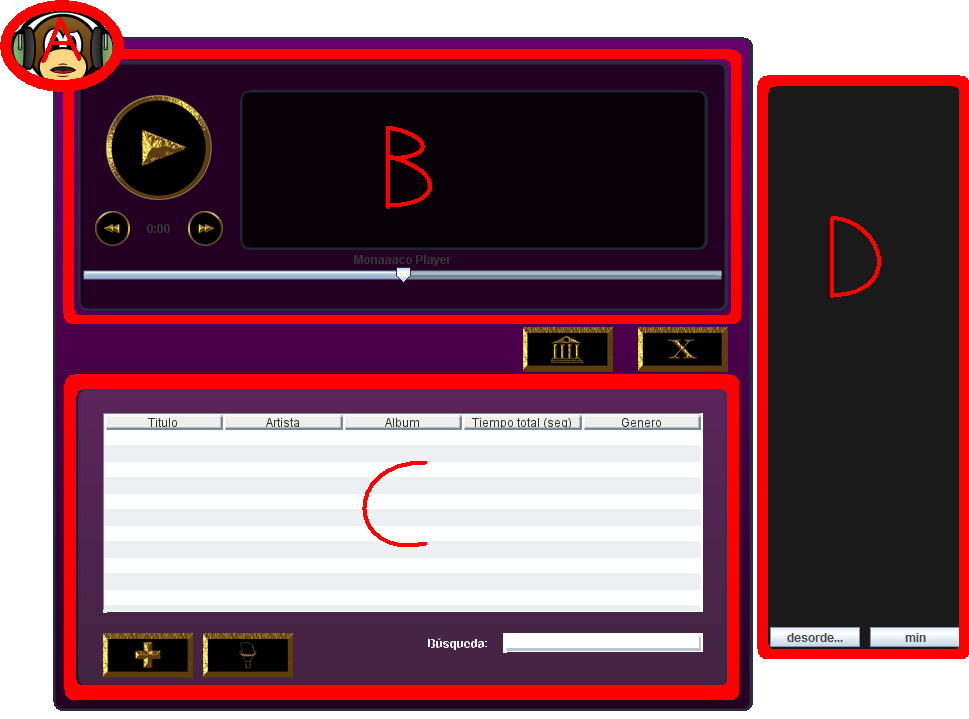 A
B
0:00
Monaaaco Player
D
X
Titulo Artista Album Tiempo total (seg) Genero
C
Búsqueda:
desorde... min